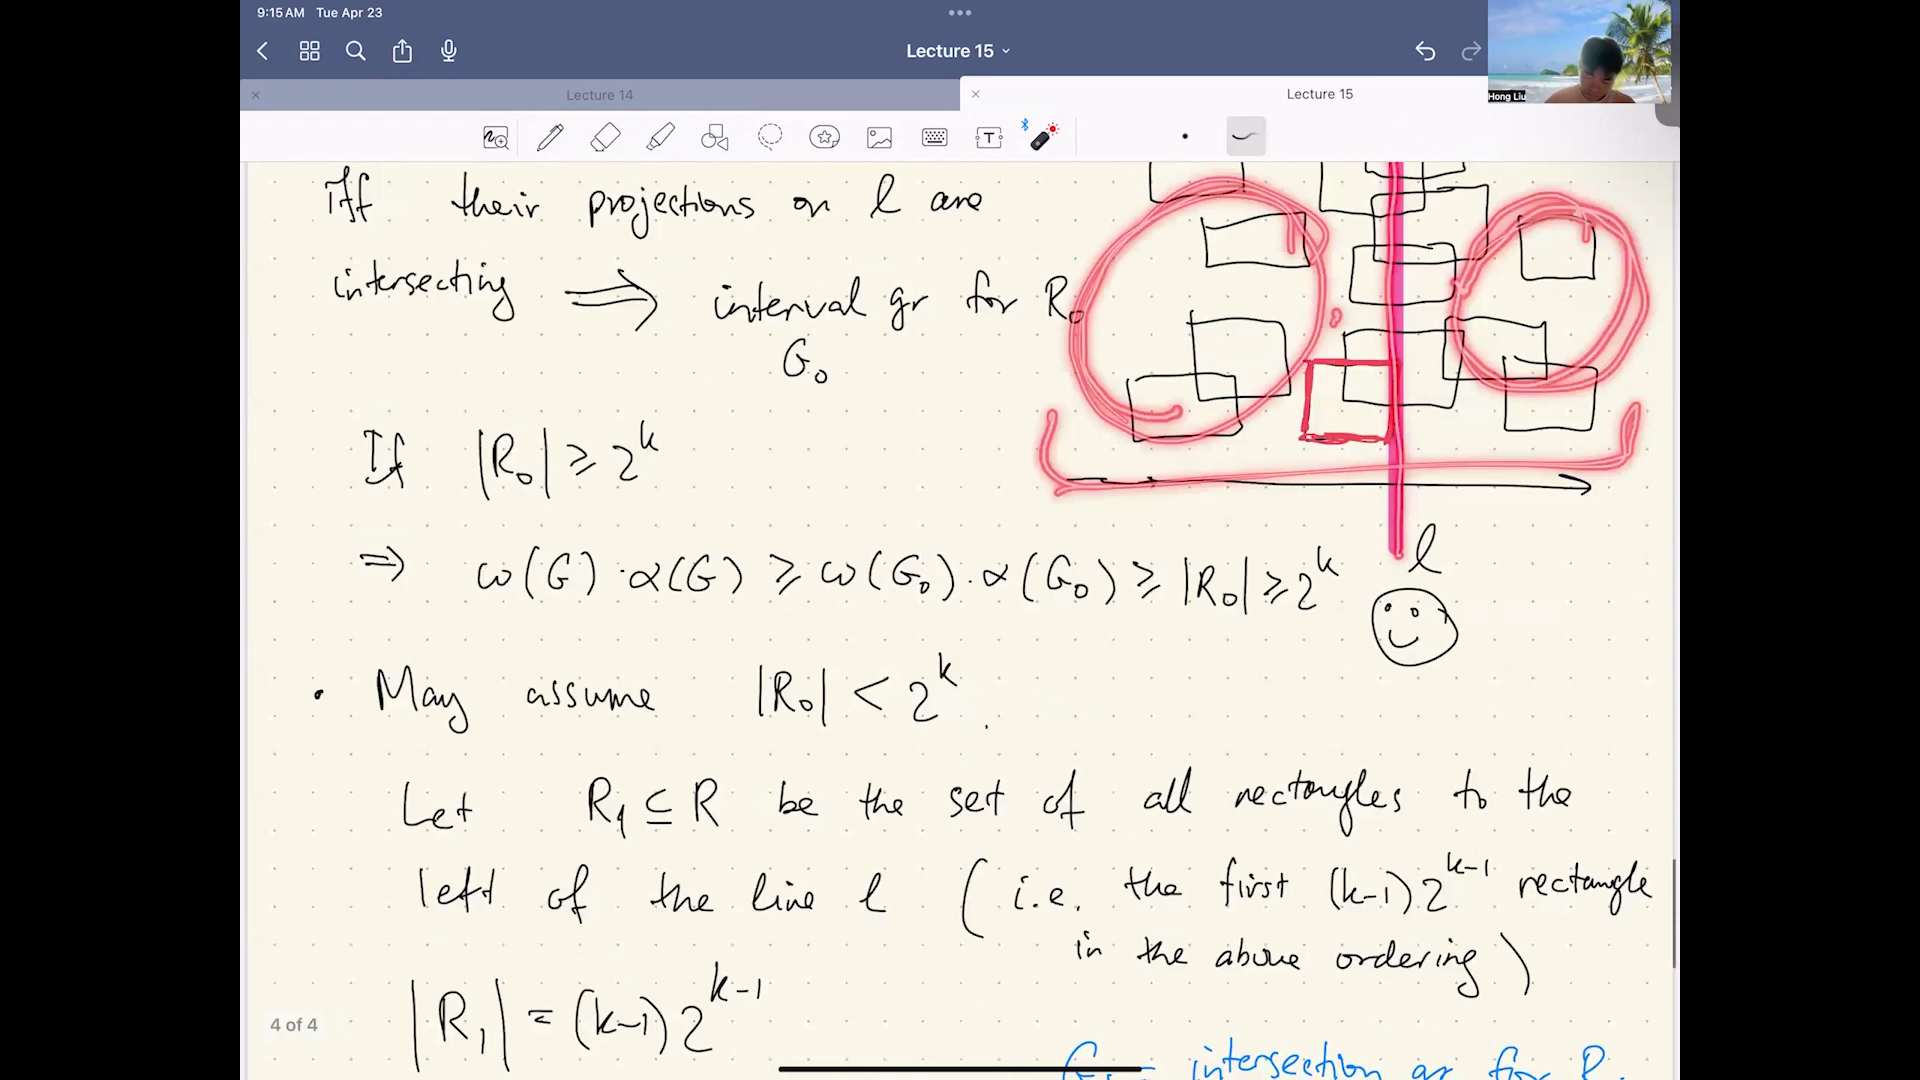 9:15 AM Tue Apr 23
Lecture 15
Lecture 14
Lecture 15
Hong Liu
T
Iff their projections on l are
intersecting ⟹ interval gr for R₀
G₀
If |R₀| ≥ 2^k
⇒ ω(G) · α(G) ≥ ω(G₀) · α(G₀) ≥ |R₀| ≥ 2^k
l
• May assume |R₀| < 2^k.
Let R₁ ⊆ R be the set of all rectangles to the
left of the line l (i.e. the first (k-1) 2^{k-1} rectangle
in the above ordering)
|R₁| = (k-1) 2^{k-1}
4 of 4
intersection gr for R